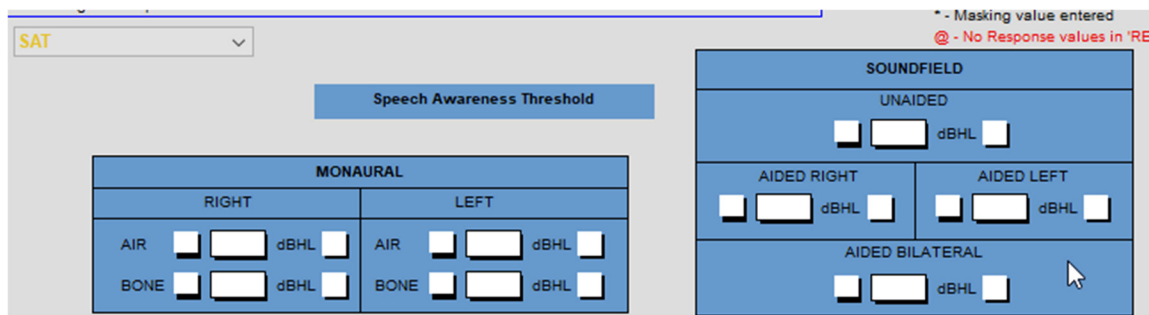 * - Masking value entered
SAT
@ - No Response values in 'RE
SOUNDFIELD
Speech Awareness Threshold
UNAIDED
dBHL
MONAURAL
AIDED RIGHT AIDED LEFT
RIGHT LEFT
dBHL dBHL
AIR dBHL AIR dBHL
AIDED BILATERAL
BONE dBHL BONE dBHL
dBHL